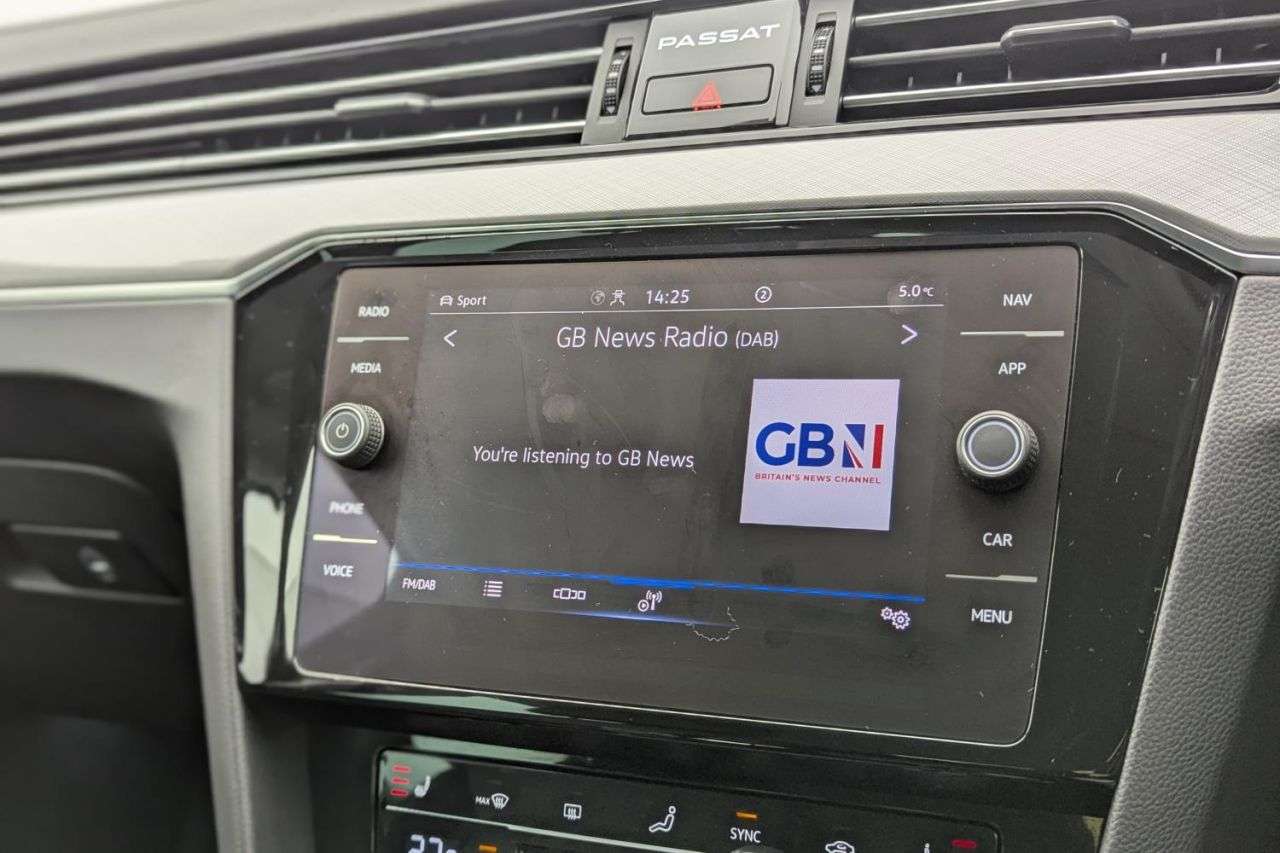 PASSAT
RADIO
MEDIA
PHONE
VOICE
Sport
14:25
2
5.0°C
GB News Radio (DAB)
You're listening to GB News
GBN
BRITAIN'S NEWS CHANNEL
FM/DAB
NAV
APP
CAR
MENU
MAX
SYNC